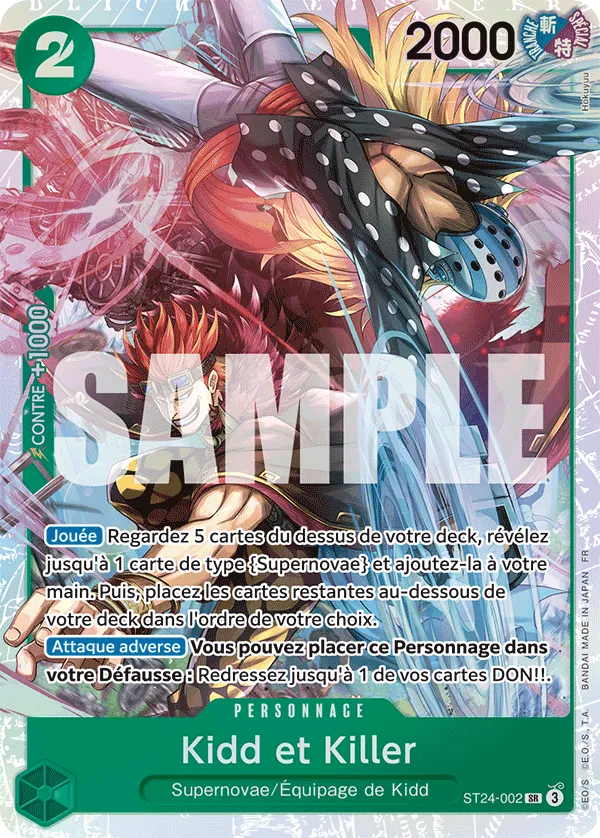 2
2000
TRANCHE
斬
特
SPÉCIAL
Hokuyuu
CONTRE +1000
SAMPLE
Jouée Regardez 5 cartes du dessus de votre deck, révélez
jusqu'à 1 carte de type {Supernovae} et ajoutez-la à votre
main. Puis, placez les cartes restantes au-dessous de
votre deck dans l'ordre de votre choix.
Attaque adverse Vous pouvez placer ce Personnage dans
votre Défausse : Redressez jusqu'à 1 de vos cartes DON!!.
PERSONNAGE
Kidd et Killer
Supernovae/Équipage de Kidd
ST24-002 SR 3
©EO/S ©E.O./S., T.A. BANDAI MADE IN JAPAN FR